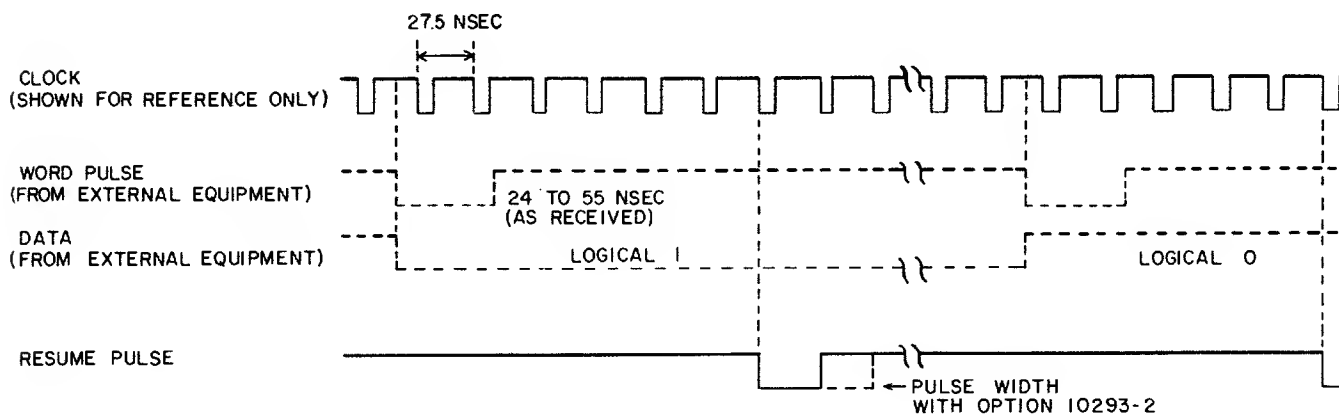 27.5 NSEC
CLOCK
(SHOWN FOR REFERENCE ONLY)
WORD PULSE
(FROM EXTERNAL EQUIPMENT)
24 TO 55 NSEC
(AS RECEIVED)
DATA
(FROM EXTERNAL EQUIPMENT)
LOGICAL 1
LOGICAL 0
RESUME PULSE
PULSE WIDTH
WITH OPTION 10293-2